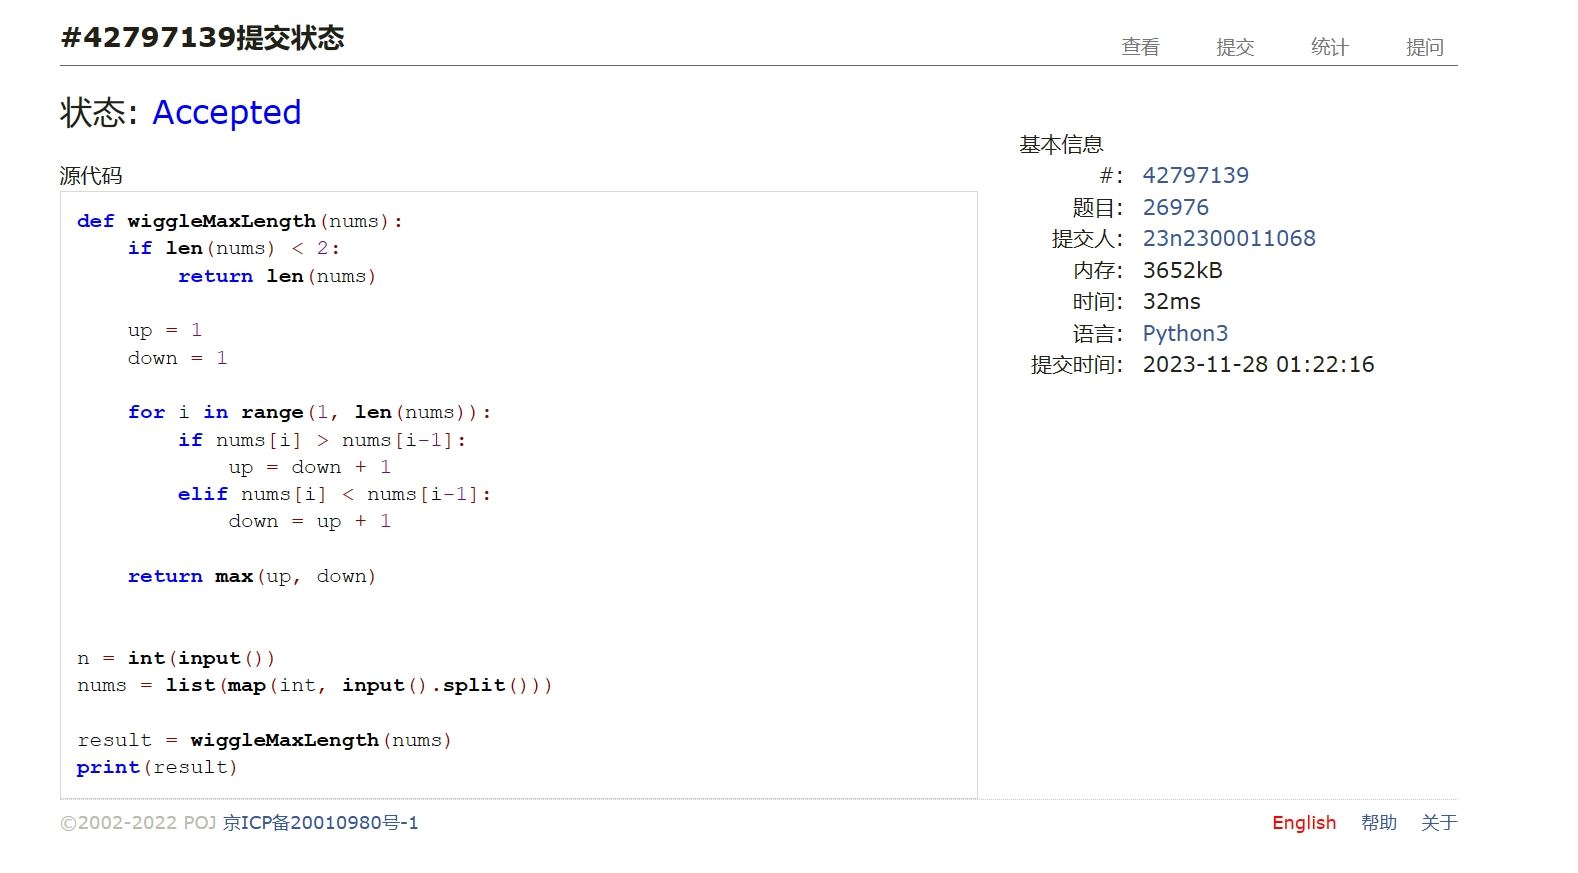 #42797139提交状态
查看 提交 统计 提问
状态: Accepted
源代码
def wiggleMaxLength(nums):
    if len(nums) < 2:
        return len(nums)
    up = 1
    down = 1
    for i in range(1, len(nums)):
        if nums[i] > nums[i-1]:
            up = down + 1
        elif nums[i] < nums[i-1]:
            down = up + 1
    return max(up, down)
n = int(input())
nums = list(map(int, input().split()))
result = wiggleMaxLength(nums)
print(result)
基本信息
#: 42797139
题目: 26976
提交人: 23n2300011068
内存: 3652kB
时间: 32ms
语言: Python3
提交时间: 2023-11-28 01:22:16
©2002-2022 POJ 京ICP备20010980号-1
English 帮助 关于